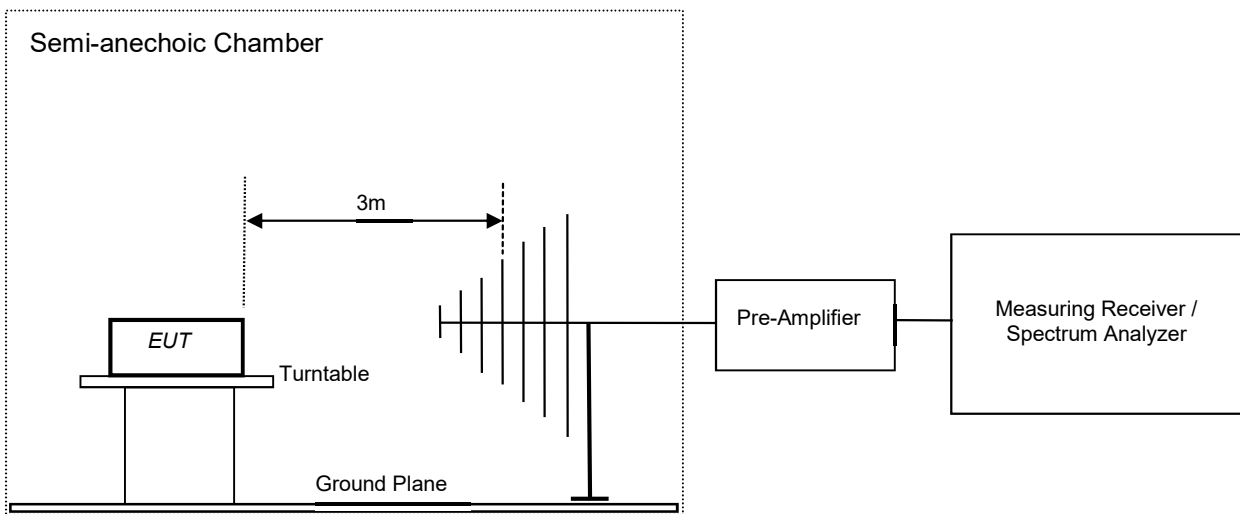 Semi-anechoic Chamber
3m
EUT
Turntable
Ground Plane
Pre-Amplifier
Measuring Receiver /
Spectrum Analyzer